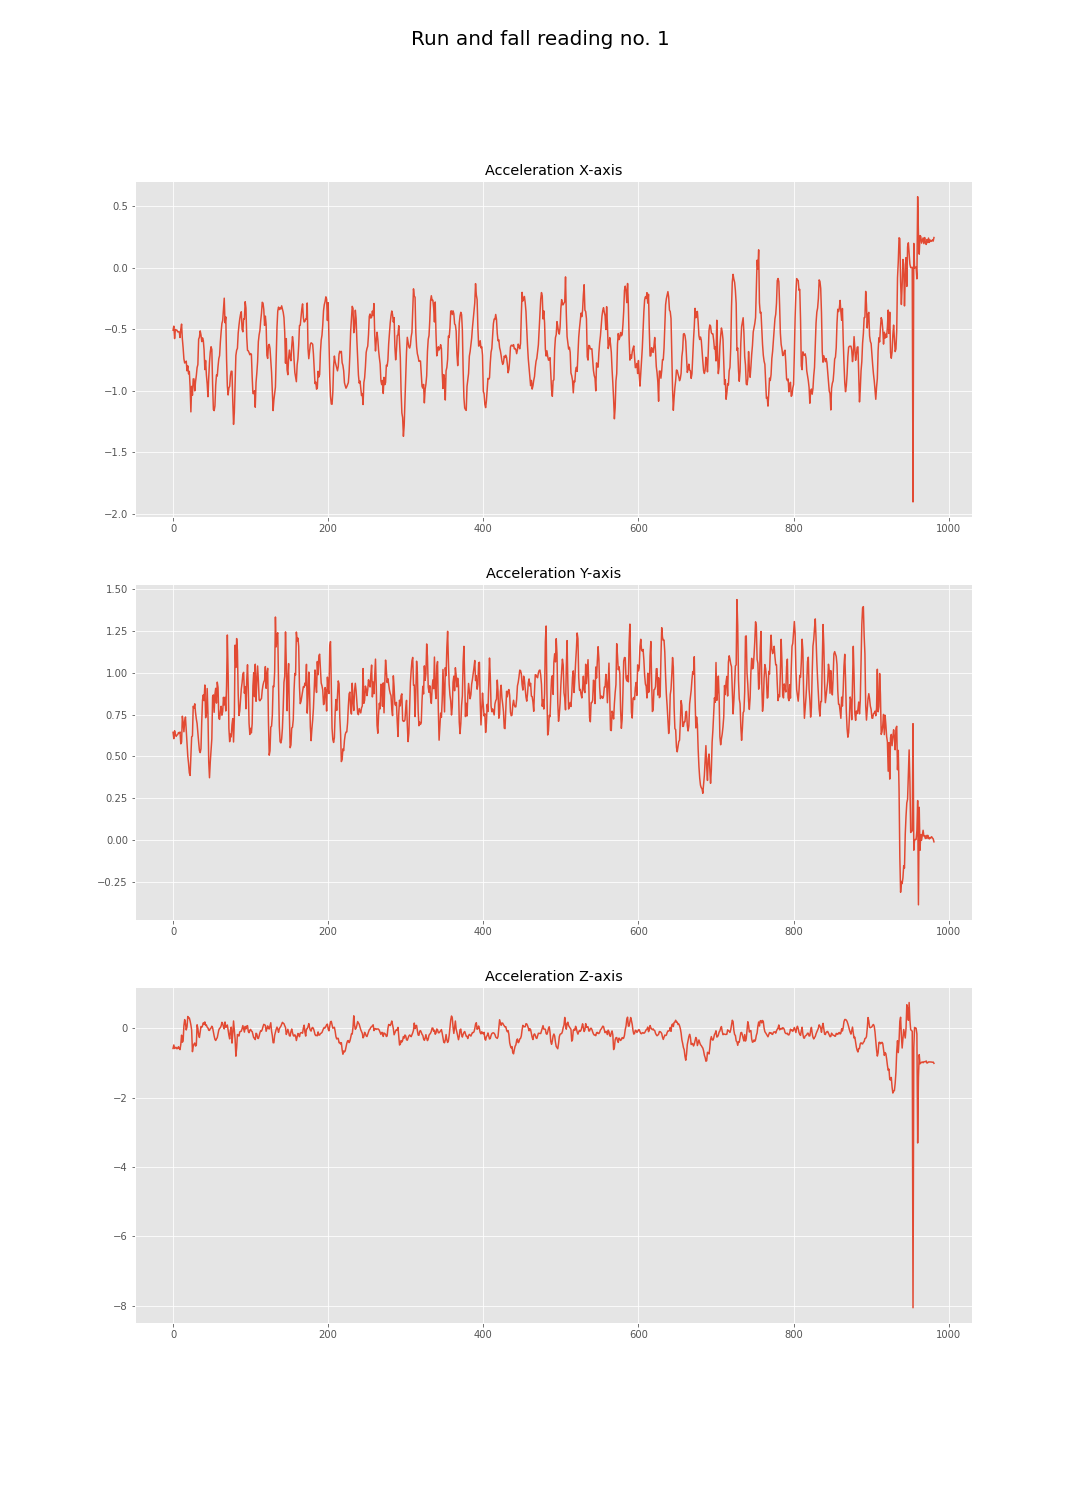 Run and fall reading no. 1
Acceleration X-axis
0.5
0.0
−0.5
−1.0
−1.5
−2.0
0 200 400 600 800 1000
Acceleration Y-axis
1.50
1.25
1.00
0.75
0.50
0.25
0.00
−0.25
0 200 400 600 800 1000
Acceleration Z-axis
0
−2
−4
−6
−8
0 200 400 600 800 1000